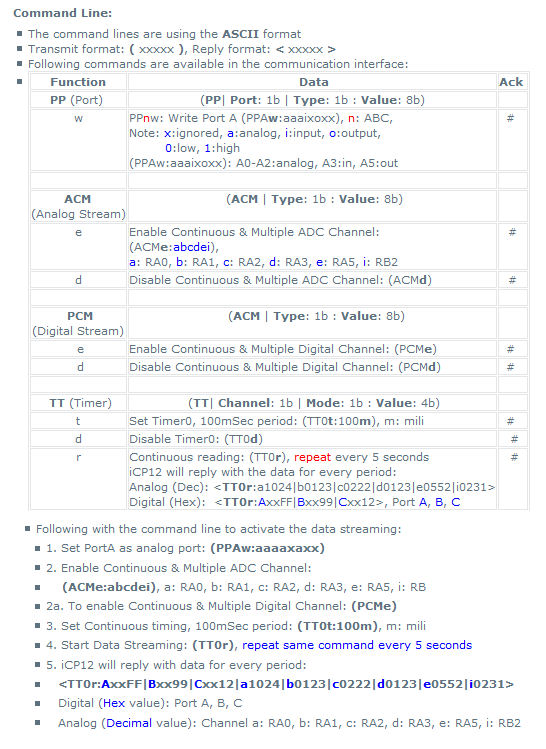 Command Line:
The command lines are using the ASCII format
Transmit format: ( xxxxx ), Reply format: < xxxxx >
Following commands are available in the communication interface:
Function Data Ack
PP (Port) (PP| Port: 1b | Type: 1b : Value: 8b)
w PPnw: Write Port A (PPAw:aaaixoxx), n: ABC, #
Note: x:ignored, a:analog, i:input, o:output,
0:low, 1:high
(PPAw:aaaixoxx): A0-A2:analog, A3:in, A5:out
ACM (ACM | Type: 1b : Value: 8b)
(Analog Stream)
e Enable Continuous & Multiple ADC Channel: #
(ACMe:abcdei),
a: RA0, b: RA1, c: RA2, d: RA3, e: RA5, i: RB2
d Disable Continuous & Multiple ADC Channel: (ACMd) #
PCM (ACM | Type: 1b : Value: 8b)
(Digital Stream)
e Enable Continuous & Multiple Digital Channel: (PCMe) #
d Disable Continuous & Multiple Digital Channel: (PCMd) #
TT (Timer) (TT| Channel: 1b | Mode: 1b : Value: 4b)
t Set Timer0, 100mSec period: (TT0t:100m), m: mili #
d Disable Timer0: (TT0d) #
r Continuous reading: (TT0r), repeat every 5 seconds #
iCP12 will reply with the data for every period:
Analog (Dec): <TT0r:a1024|b0123|c0222|d0123|e0552|i0231>
Digital (Hex): <TT0r:AxxFF|Bxx99|Cxx12>, Port A, B, C
Following with the command line to activate the data streaming:
1. Set PortA as analog port: (PPAw:aaaaxaxx)
2. Enable Continuous & Multiple ADC Channel:
(ACMe:abcdei), a: RA0, b: RA1, c: RA2, d: RA3, e: RA5, i: RB
2a. To enable Continuous & Multiple Digital Channel: (PCMe)
3. Set Continuous timing, 100mSec period: (TT0t:100m), m: mili
4. Start Data Streaming: (TT0r), repeat same command every 5 seconds
5. iCP12 will reply with data for every period:
<TT0r:AxxFF|Bxx99|Cxx12|a1024|b0123|c0222|d0123|e0552|i0231>
Digital (Hex value): Port A, B, C
Analog (Decimal value): Channel a: RA0, b: RA1, c: RA2, d: RA3, e: RA5, i: RB2